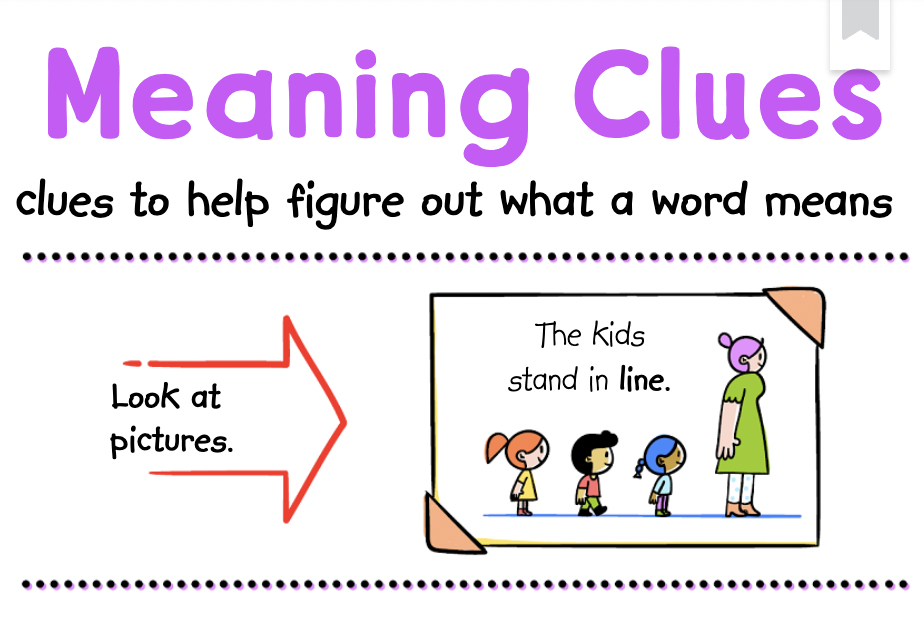 Meaning Clues
clues to help figure out what a word means
Look at
pictures.
The kids
stand in line.